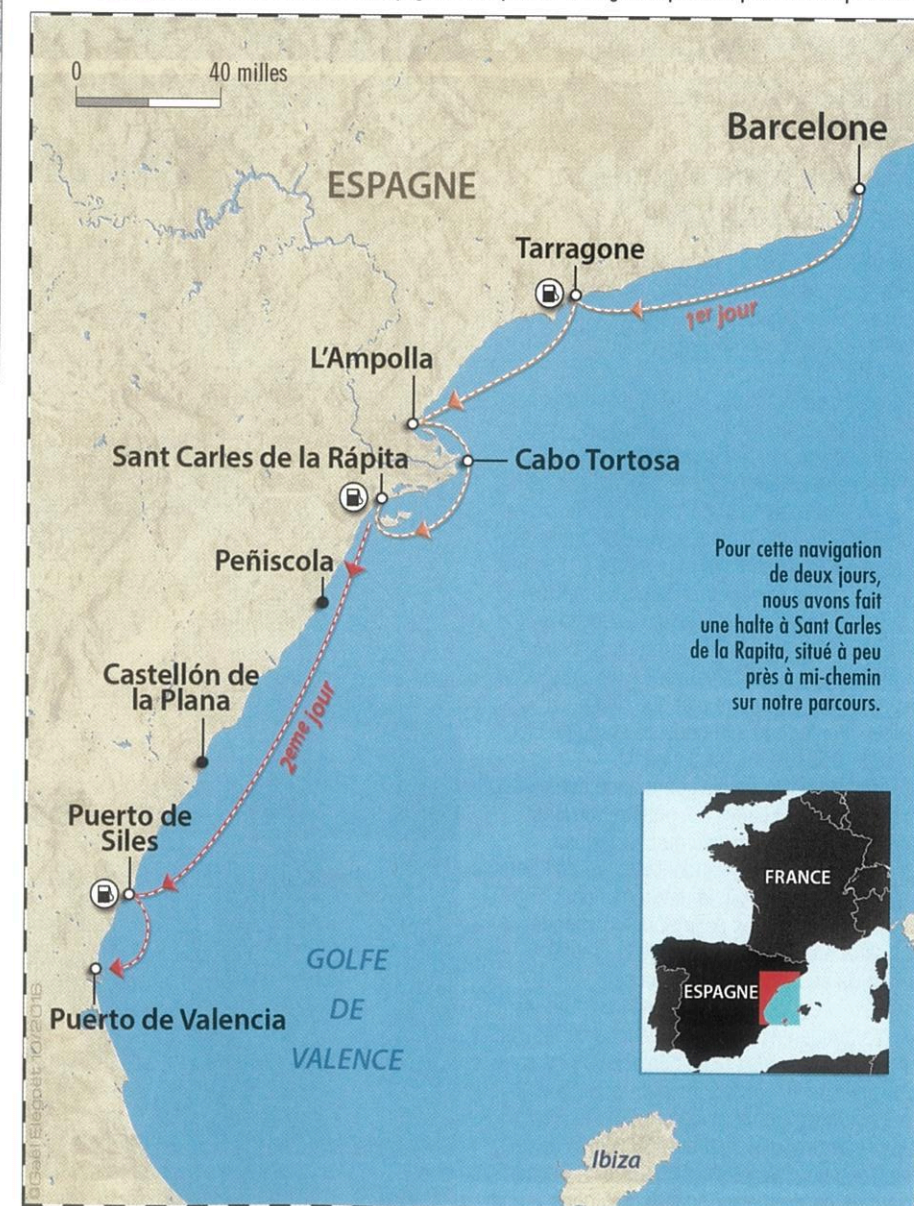 0 40 milles
Barcelone
ESPAGNE
Tarragone
1er jour
L'Ampolla
Sant Carles de la Rápita
Cabo Tortosa
Peñiscola
Pour cette navigation
de deux jours,
nous avons fait
une halte à Sant Carles
de la Rapita, situé à peu
près à mi-chemin
sur notre parcours.
Castellón de
la Plana
2eme jour
Puerto de
Siles
FRANCE
ESPAGNE
GOLFE
DE
VALENCE
Puerto de Valencia
Ibiza
10/2016